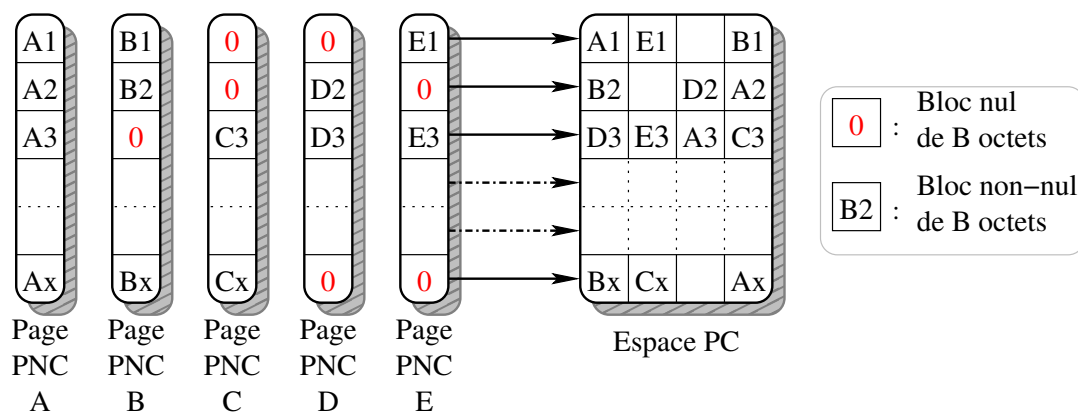 A1 B1 0 0 E1 A1 E1 B1
A2 B2 0 D2 0 B2 D2 A2
A3 0 C3 D3 E3 D3 E3 A3 C3
Ax Bx Cx 0 0 Bx Cx Ax
Page Page Page Page Page
PNC PNC PNC PNC PNC
A B C D E
Espace PC
0 : Bloc nul
de B octets
B2 : Bloc non−nul
de B octets